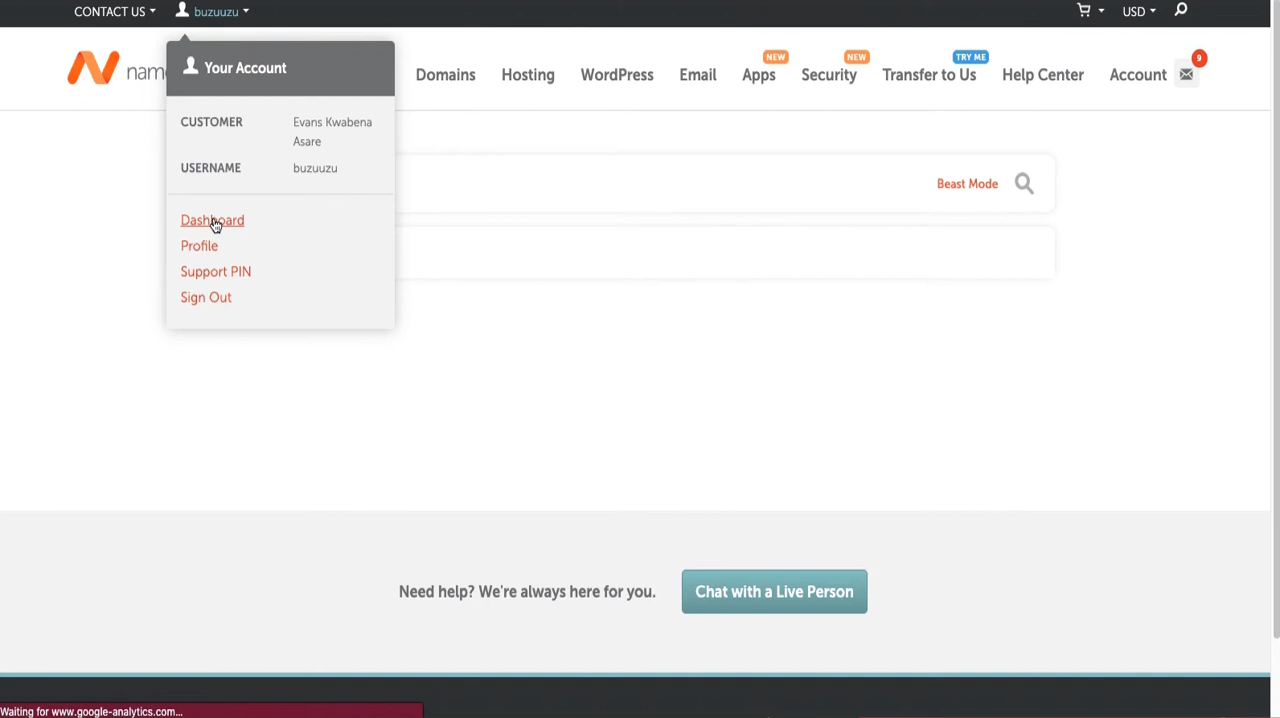 CONTACT US buzuuzu USD
name
Your Account
Domains Hosting WordPress Email Apps Security Transfer to Us Help Center Account
NEW NEW TRY ME 9
CUSTOMER Evans Kwabena
Asare
USERNAME buzuuzu
Beast Mode
Dashboard
Profile
Support PIN
Sign Out
Need help? We're always here for you. Chat with a Live Person
Waiting for www.google-analytics.com...